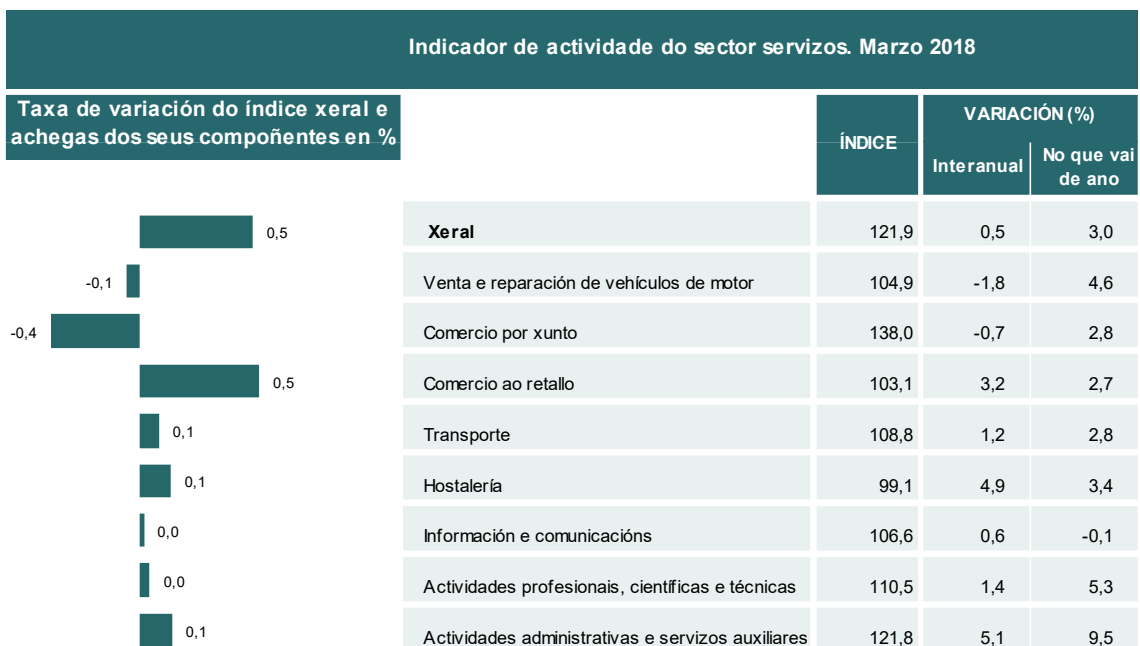 Indicador de actividade do sector servizos. Marzo 2018
Taxa de variación do índice xeral e
achegas dos seus compoñentes en %
ÍNDICE
VARIACIÓN (%)
Interanual
No que vai
de ano
0,5 Xeral 121,9 0,5 3,0
-0,1 Venta e reparación de vehículos de motor 104,9 -1,8 4,6
-0,4 Comercio por xunto 138,0 -0,7 2,8
0,5 Comercio ao retallo 103,1 3,2 2,7
0,1 Transporte 108,8 1,2 2,8
0,1 Hostalería 99,1 4,9 3,4
0,0 Información e comunicacións 106,6 0,6 -0,1
0,0 Actividades profesionais, científicas e técnicas 110,5 1,4 5,3
0,1 Actividades administrativas e servizos auxiliares 121,8 5,1 9,5